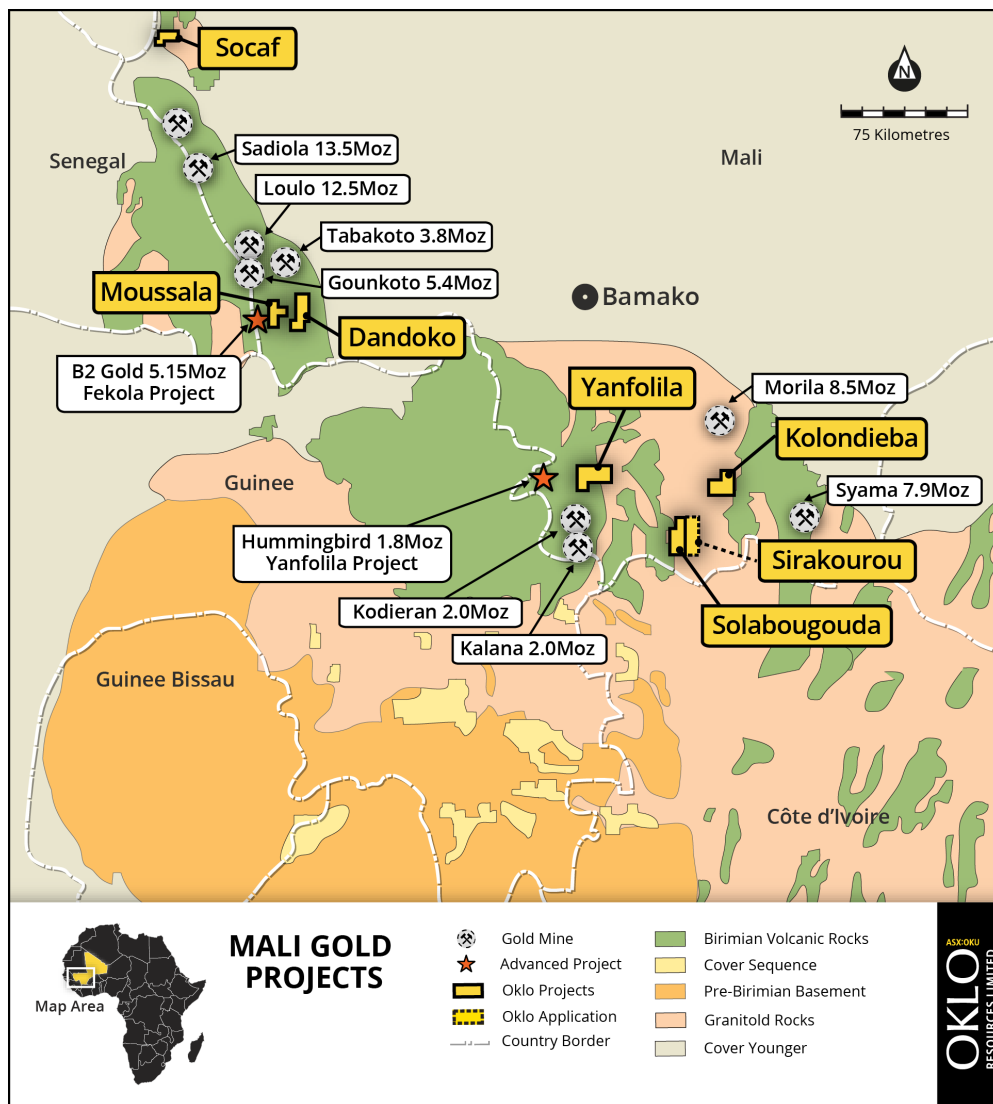 Socaf
N
75 Kilometres
Senegal
Sadiola 13.5Moz
Mali
Loulo 12.5Moz
Tabakoto 3.8Moz
Gounkoto 5.4Moz
Moussala
Bamako
Dandoko
B2 Gold 5.15Moz
Fekola Project
Yanfolila
Morila 8.5Moz
Kolondieba
Guinee
Syama 7.9Moz
Hummingbird 1.8Moz
Yanfolila Project
Sirakourou
Kodieran 2.0Moz
Solabougouda
Kalana 2.0Moz
Guinee Bissau
Côte d’Ivoire
MALI GOLD
PROJECTS
Map Area
Gold Mine
Advanced Project
Oklo Projects
Oklo Application
Country Border
Birimian Volcanic Rocks
Cover Sequence
Pre-Birimian Basement
Granitold Rocks
Cover Younger
ASX:OKU
OKLO
RESOURCES LIMITED